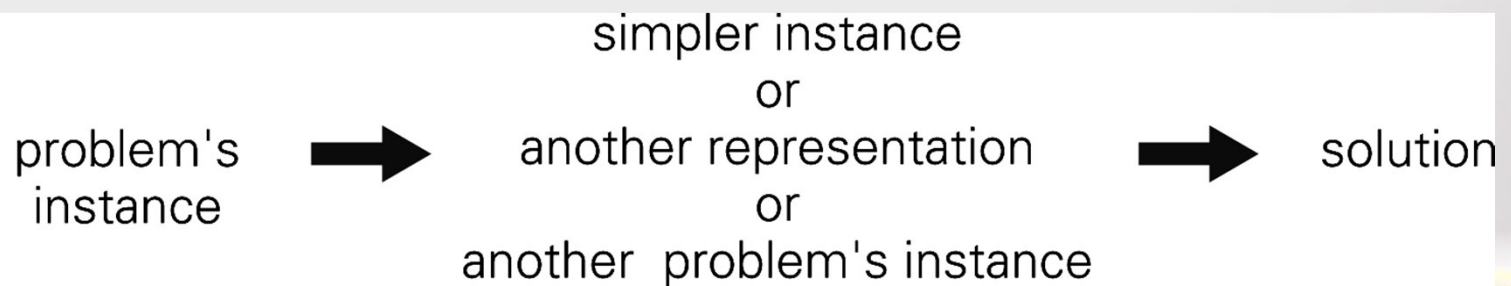 simpler instance
or
problem's
instance
another representation
or
another problem's instance
solution